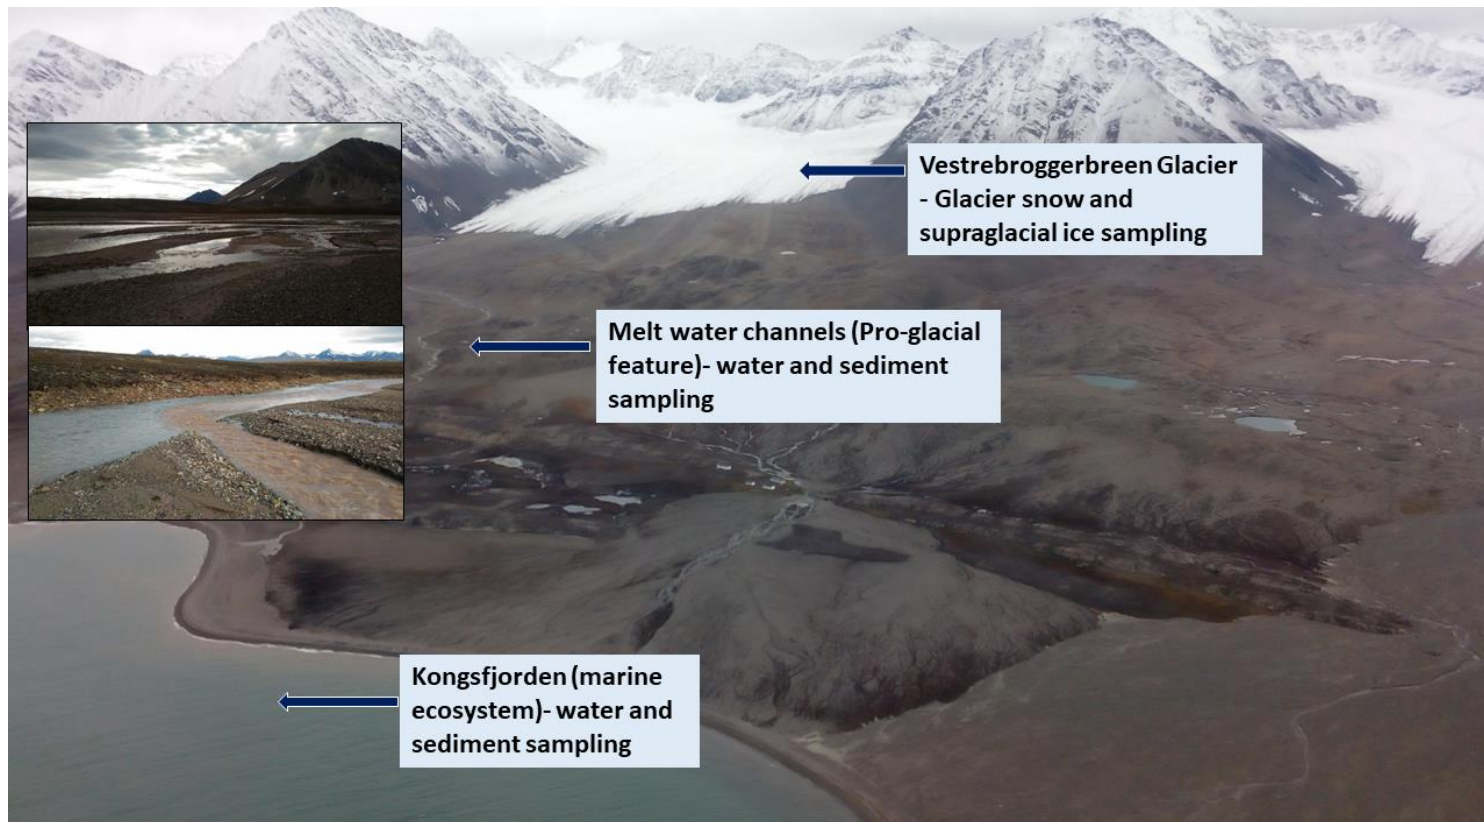 Vestrebroggerbreen Glacier
- Glacier snow and
supraglacial ice sampling
Melt water channels (Pro-glacial
feature)- water and sediment
sampling
Kongsfjorden (marine
ecosystem)- water and
sediment sampling